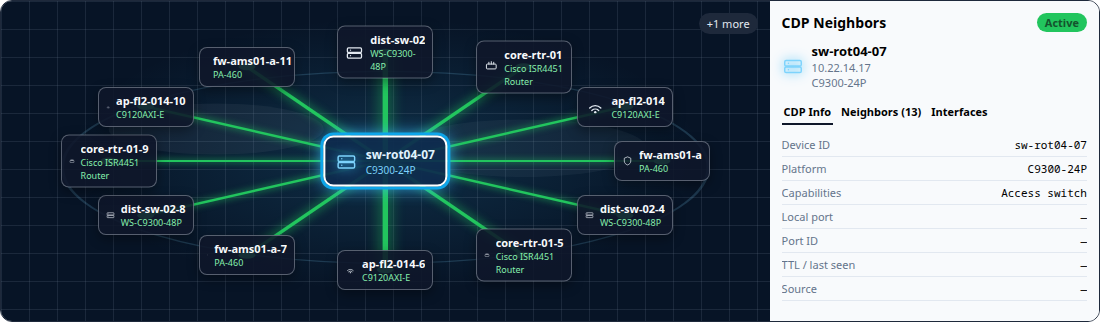 +1 more
dist-sw-02
WS-C9300-
48P
fw-ams01-a-11
PA-460
core-rtr-01
Cisco ISR4451
Router
ap-fl2-014-10
C9120AXI-E
ap-fl2-014
C9120AXI-E
core-rtr-01-9
Cisco ISR4451
Router
sw-rot04-07
C9300-24P
fw-ams01-a
PA-460
dist-sw-02-8
WS-C9300-48P
dist-sw-02-4
WS-C9300-48P
fw-ams01-a-7
PA-460
core-rtr-01-5
Cisco ISR4451
Router
ap-fl2-014-6
C9120AXI-E
CDP Neighbors
Active
sw-rot04-07
10.22.14.17
C9300-24P
CDP Info Neighbors (13) Interfaces
Device ID sw-rot04-07
Platform C9300-24P
Capabilities Access switch
Local port –
Port ID –
TTL / last seen –
Source –